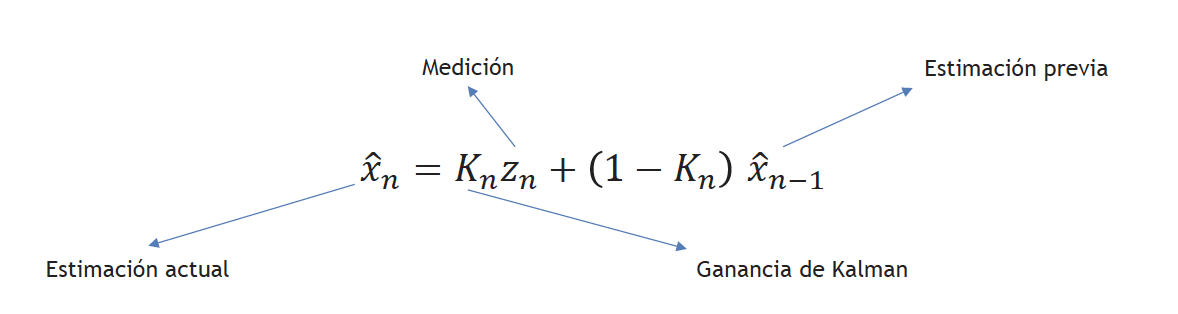 Medición
Estimación previa
x̂ₙ = Kₙzₙ + (1 − Kₙ) x̂ₙ₋₁
Estimación actual
Ganancia de Kalman